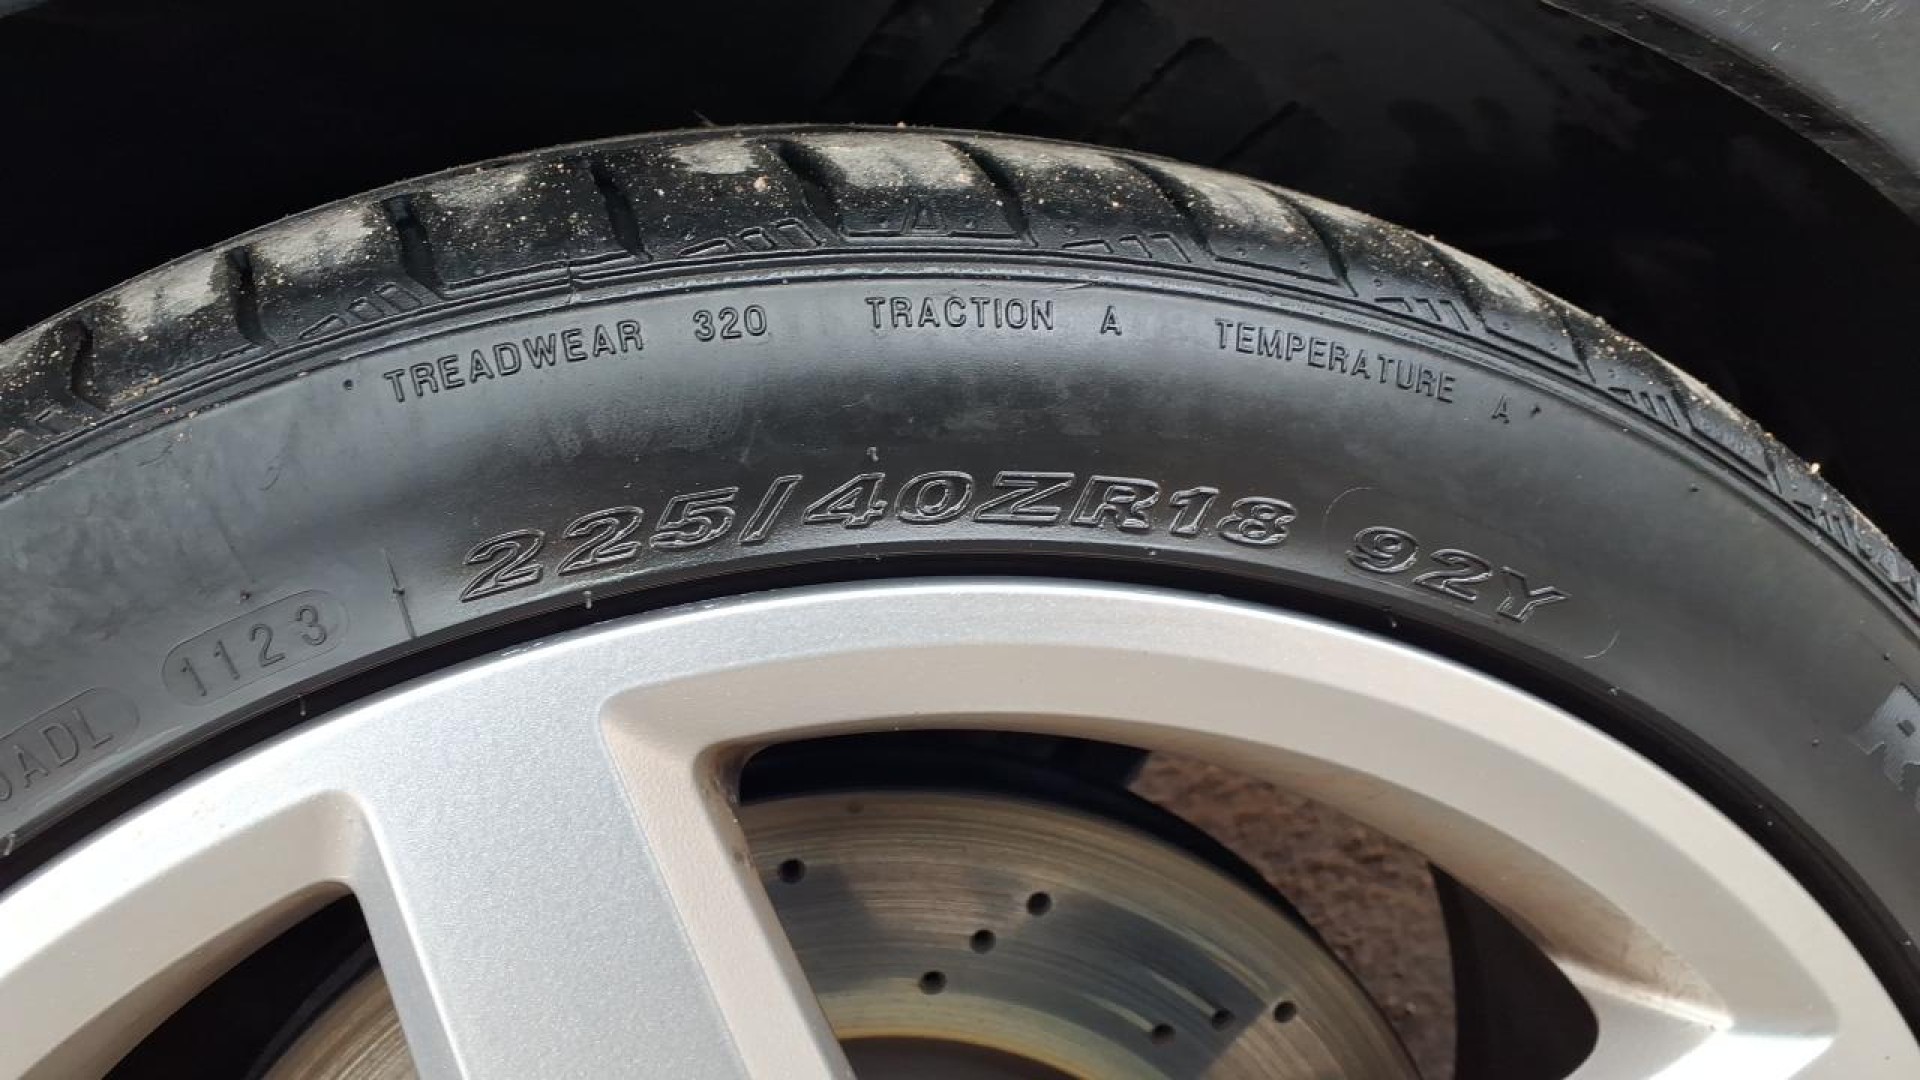 TREADWEAR 320 TRACTION A TEMPERATURE A
225/40ZR18 92Y
1123